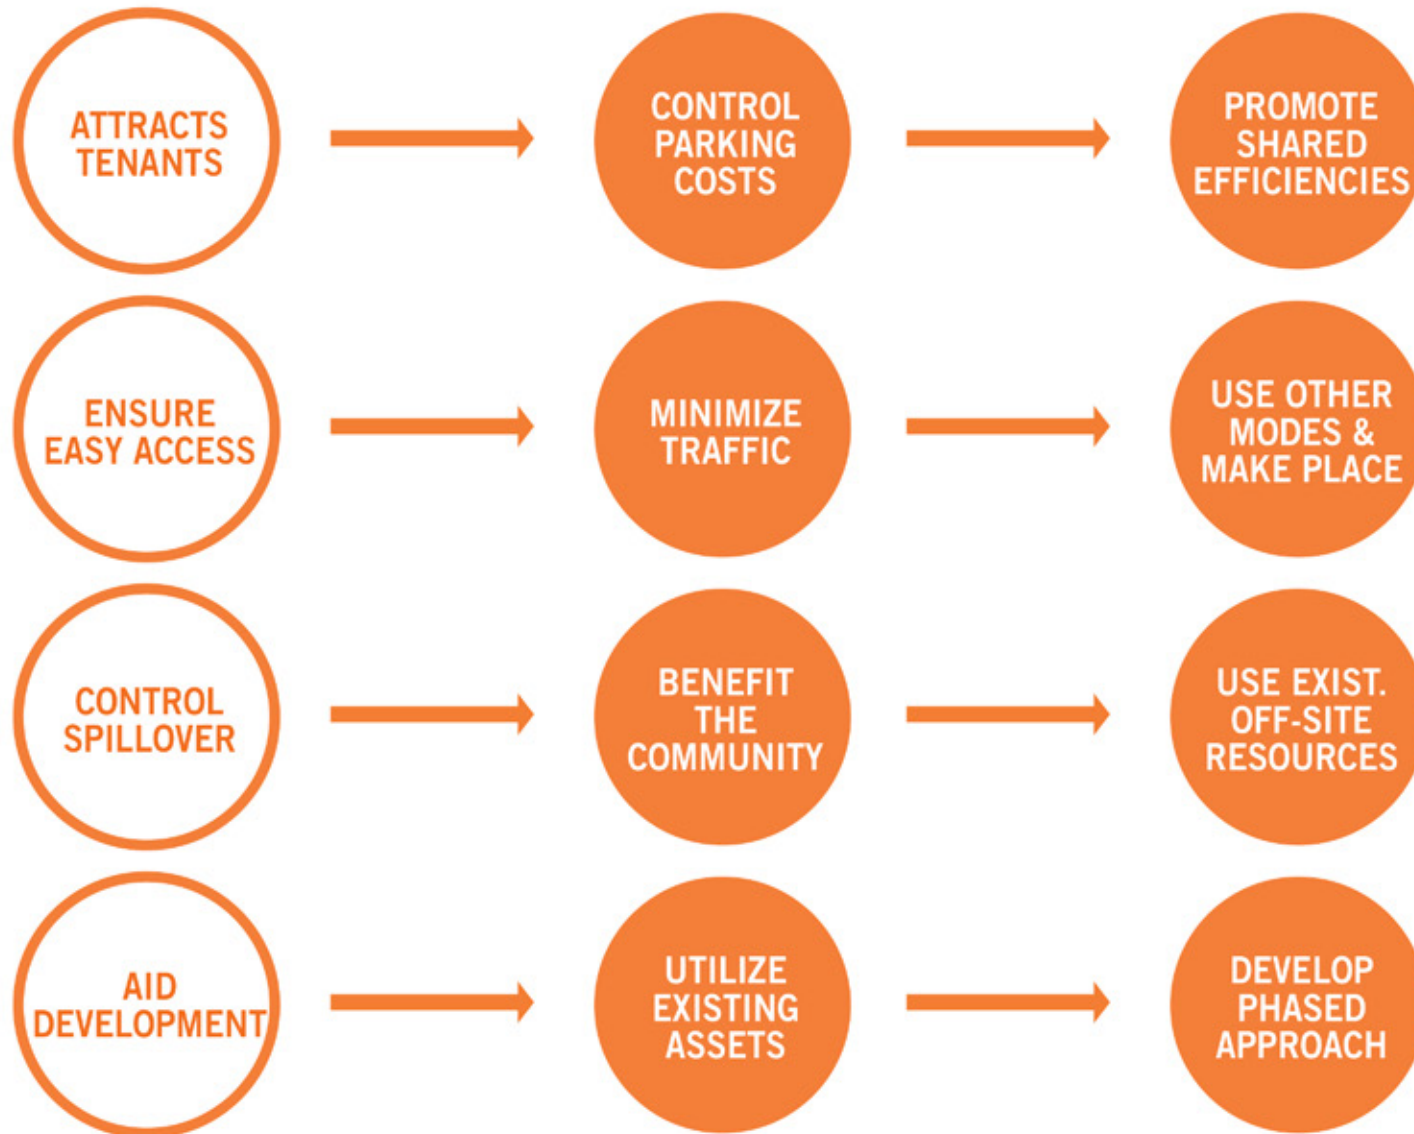 ATTRACTS
TENANTS
CONTROL
PARKING
COSTS
PROMOTE
SHARED
EFFICIENCIES
ENSURE
EASY ACCESS
MINIMIZE
TRAFFIC
USE OTHER
MODES &
MAKE PLACE
CONTROL
SPILLOVER
BENEFIT
THE
COMMUNITY
USE EXIST.
OFF-SITE
RESOURCES
AID
DEVELOPMENT
UTILIZE
EXISTING
ASSETS
DEVELOP
PHASED
APPROACH